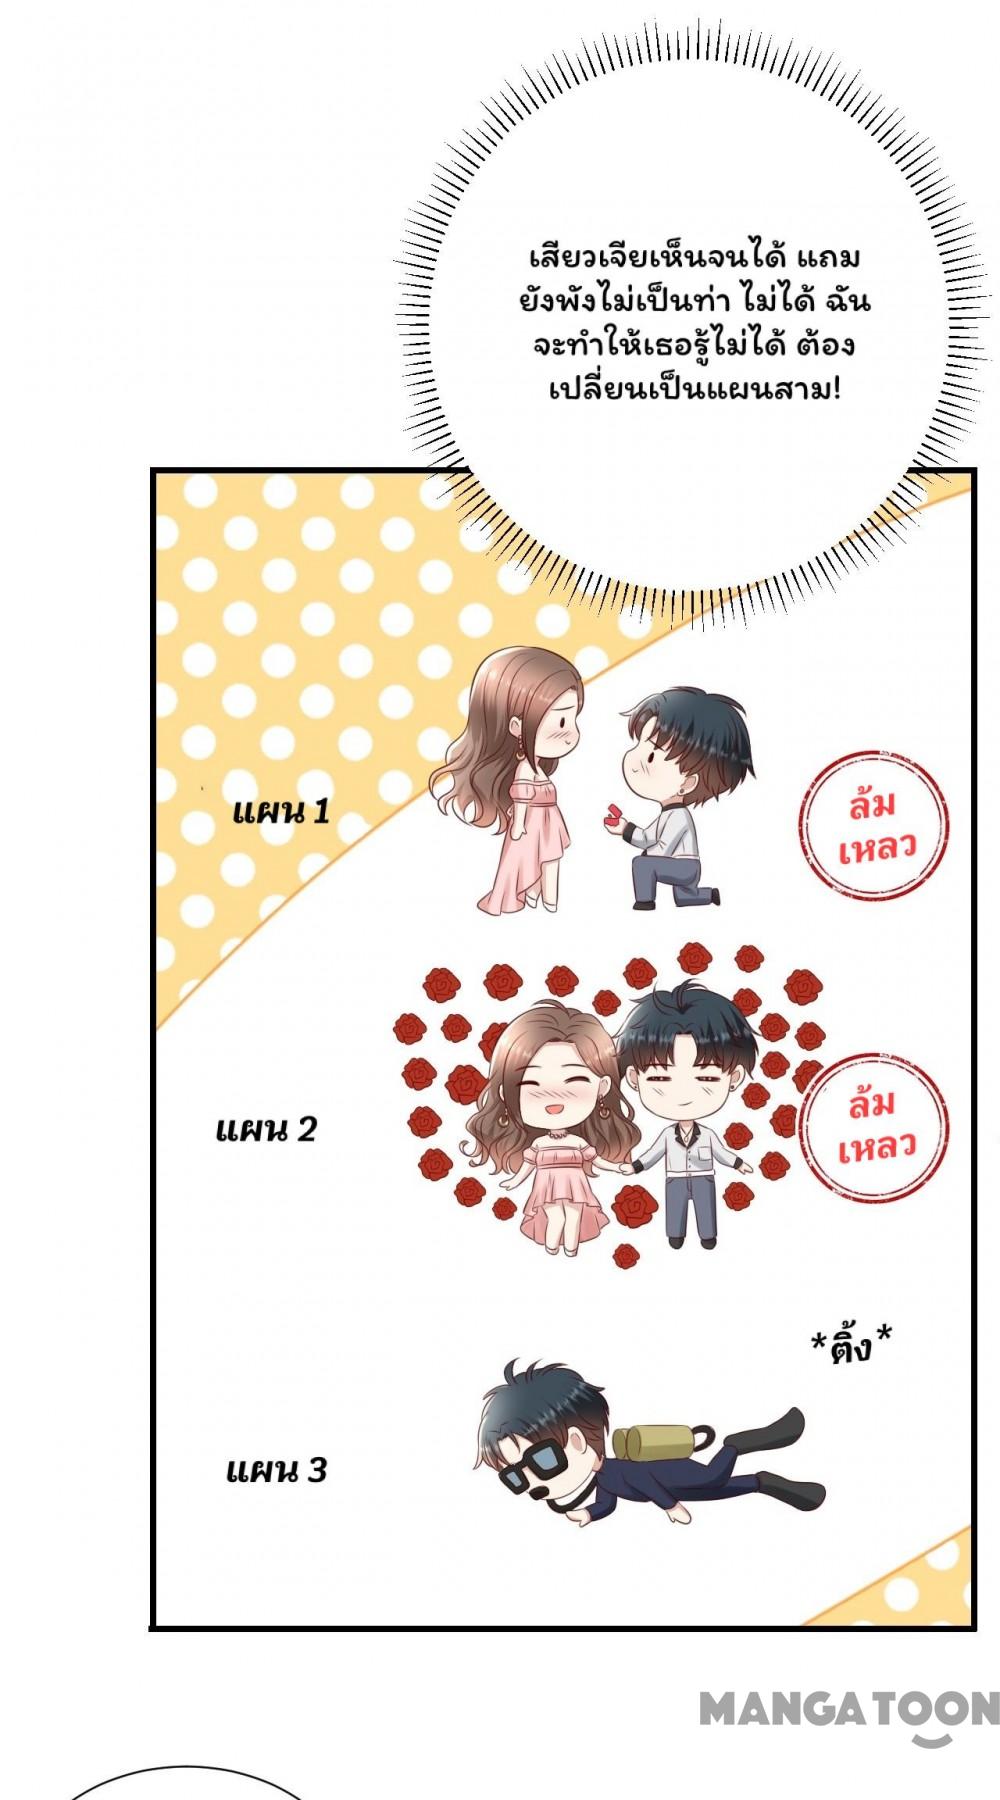 เสียวเจียเห็นจนได้ แถม
ยังพังไม่เป็นท่า ไม่ได้ ฉัน
จะทำให้เธอรู้ไม่ได้ ต้อง
เปลี่ยนเป็นแผนสาม!
แผน 1
ล้ม
เหลว
แผน 2
ล้ม
เหลว
*ติ้ง*
แผน 3
MANGATOON